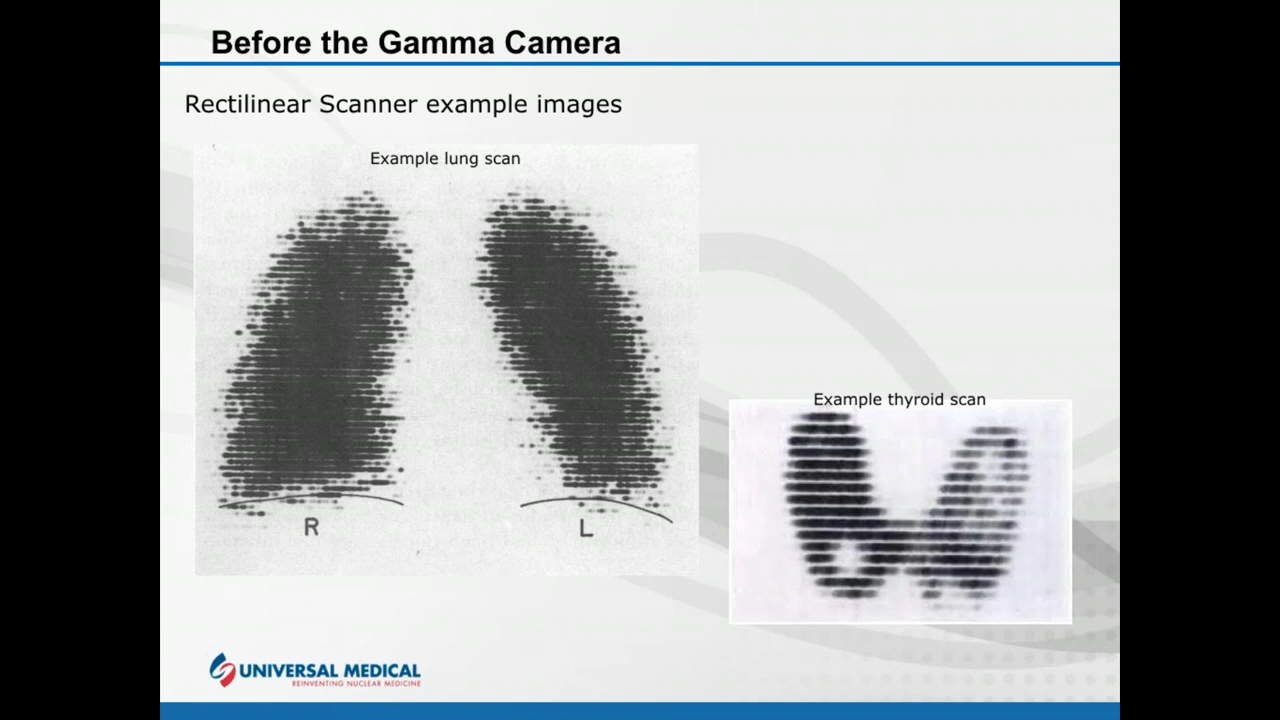 Before the Gamma Camera
Rectilinear Scanner example images
Example lung scan
R
L
Example thyroid scan
UNIVERSAL MEDICAL
REINVENTING NUCLEAR MEDICINE